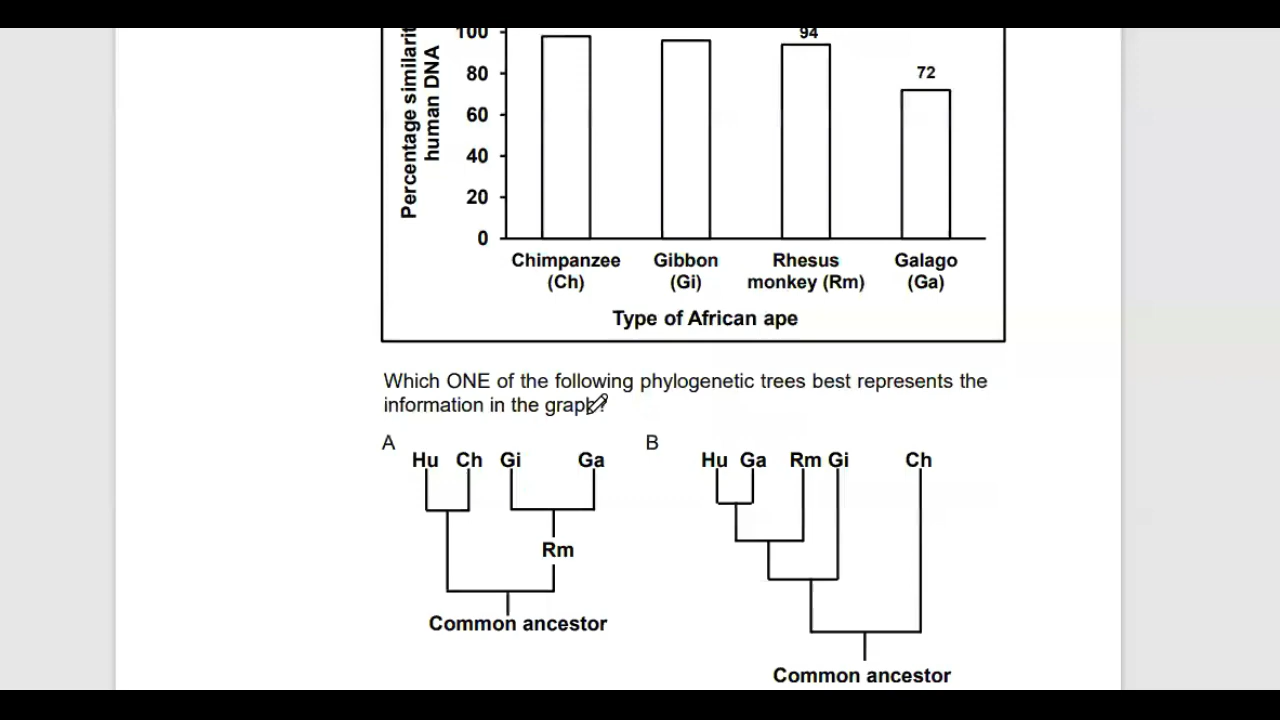 Percentage similarit
human DNA
100
80
60
40
20
0
94
72
Chimpanzee Gibbon Rhesus Galago
(Ch) (Gi) monkey (Rm) (Ga)
Type of African ape
Which ONE of the following phylogenetic trees best represents the
information in the graph?
A
Hu Ch Gi Ga
Rm
Common ancestor
B
Hu Ga Rm Gi Ch
Common ancestor